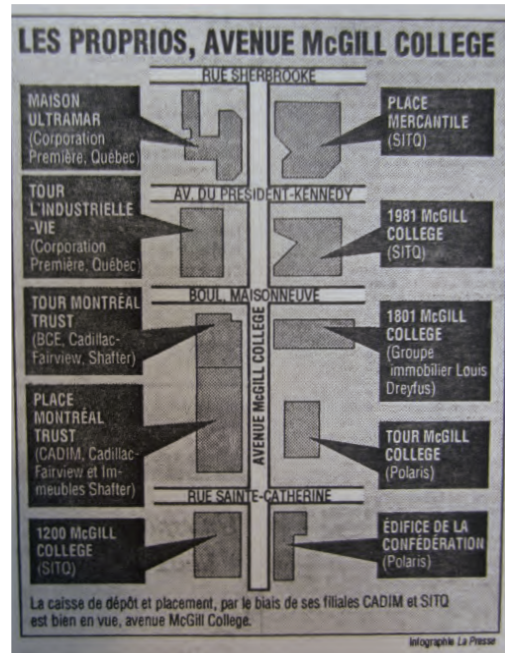 LES PROPRIOS, AVENUE McGILL COLLEGE
RUE SHERBROOKE
MAISON
ULTRAMAR
(Corporation
Première, Québec)
PLACE
MERCANTILE
(SITQ)
AV. DU PRÉSIDENT-KENNEDY
TOUR
L'INDUSTRIELLE
-VIE
(Corporation
Première, Québec)
1981 McGILL
COLLEGE
(SITQ)
BOUL. MAISONNEUVE
TOUR MONTRÉAL
TRUST
(BCE, Cadillac-
Fairview, Shafter)
1801 McGILL
COLLEGE
(Groupe
immobilier Louis
Dreyfus)
AVENUE McGILL COLLEGE
PLACE
MONTRÉAL
TRUST
(CADIM, Cadillac-
Fairview et Im-
meubles Shafter)
TOUR McGILL
COLLEGE
(Polaris)
RUE SAINTE-CATHERINE
1200 McGILL
COLLEGE
(SITQ)
ÉDIFICE DE LA
CONFÉDÉRATION
(Polaris)
La caisse de dépôt et placement, par le biais de ses filiales CADIM et SITQ
est bien en vue, avenue McGill College.
Infographie La Presse